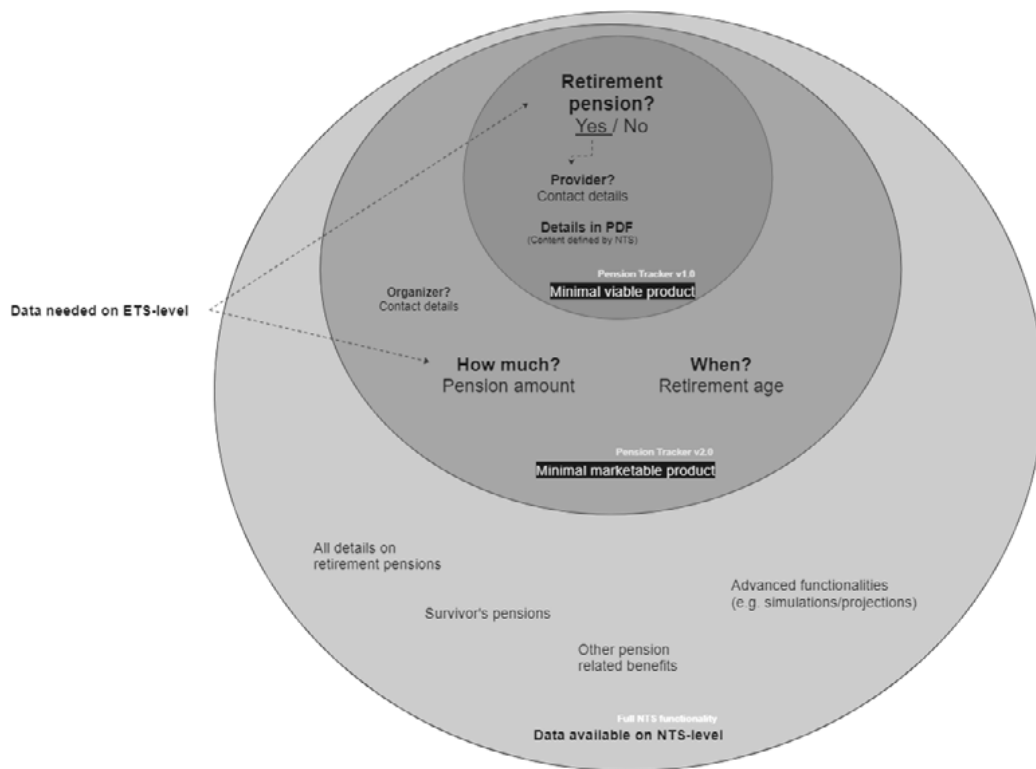 Retirement
pension?
Yes / No
Provider?
Contact details
Details in PDF
(Content defined by NTS)
Pension Tracker v1.0
Minimal viable product
Organizer?
Contact details
Data needed on ETS-level
How much?
Pension amount
When?
Retirement age
Pension Tracker v2.0
Minimal marketable product
All details on
retirement pensions
Advanced functionalities
(e.g. simulations/projections)
Survivor's pensions
Other pension
related benefits
Full NTS functionality
Data available on NTS-level